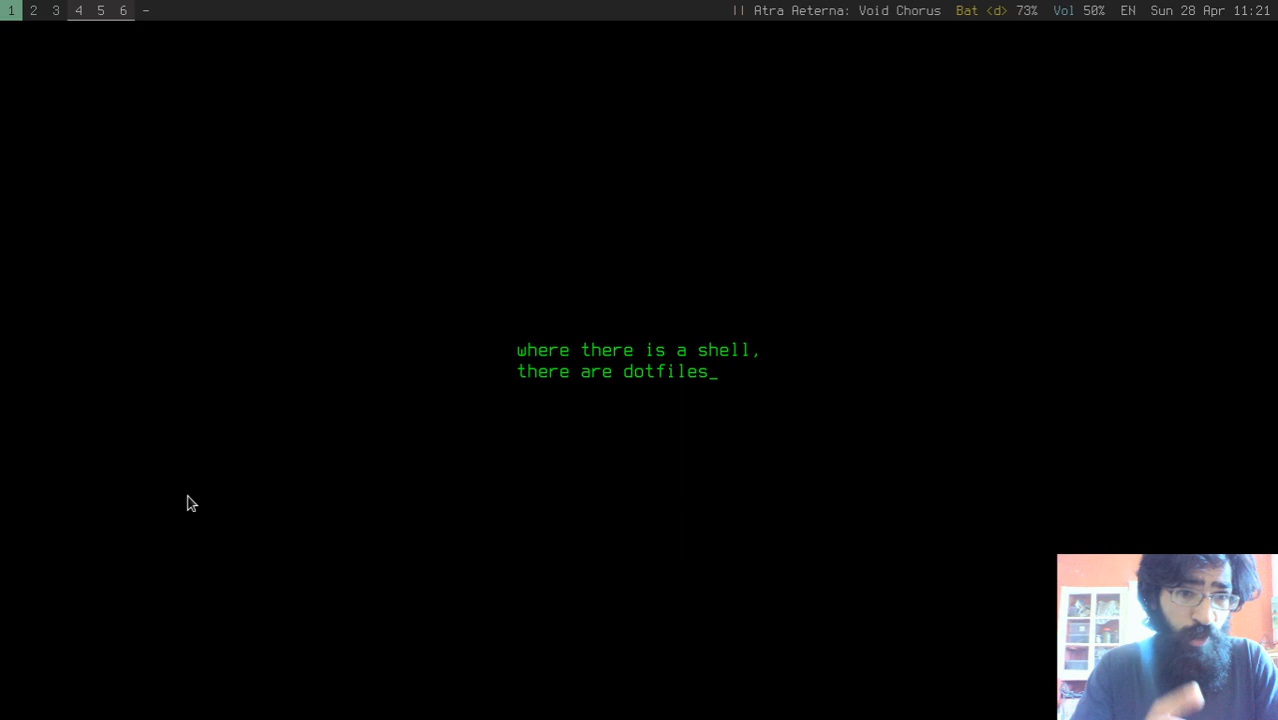 1 2 3 4 5 6 - || Atra Aeterna: Void Chorus Bat <d> 73% Vol 50% EN Sun 28 Apr 11:21
where there is a shell,
there are dotfiles_